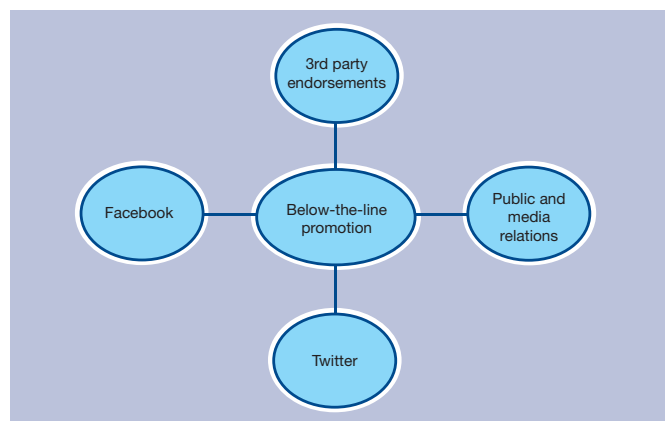 3rd party
endorsements
Facebook
Below-the-line
promotion
Public and
media
relations
Twitter